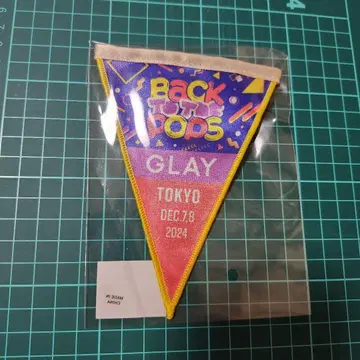 BACK
TO THE
POPS
GLAY
TOKYO
DEC.7,8
2024